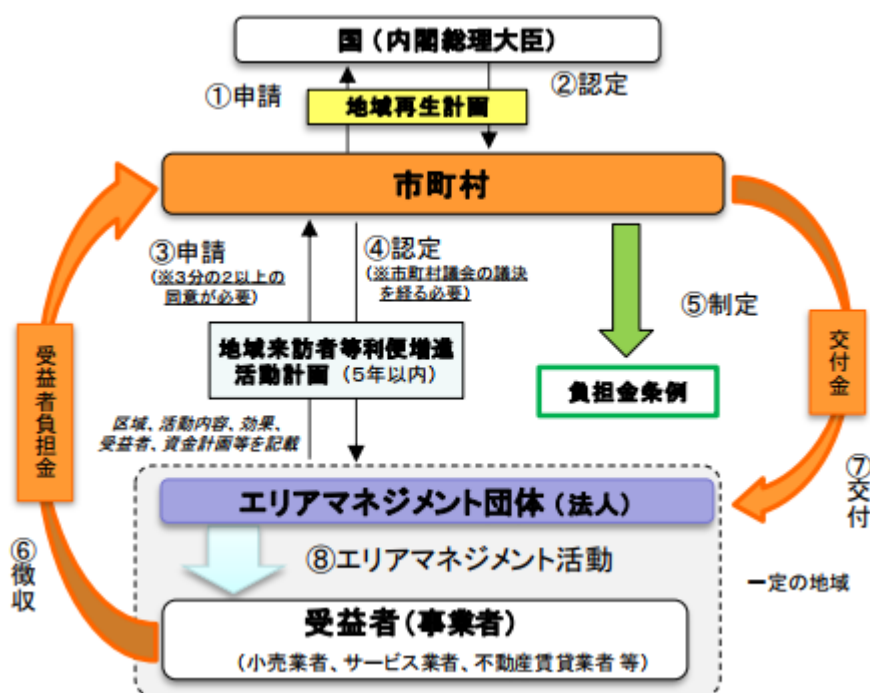 国（内閣総理大臣）
①申請
②認定
地域再生計画
市町村
③申請
（※３分の２以上の
同意が必要）
④認定
（※市町村議会の議決
を経る必要）
⑤制定
地域来訪者等利便増進
活動計画（５年以内）
負担金条例
区域、活動内容、効果、
受益者、資金計画等を記載
受益者負担金
交付金
⑦交付
エリアマネジメント団体（法人）
⑥徴収
⑧エリアマネジメント活動
一定の地域
受益者（事業者）
（小売業者、サービス業者、不動産賃貸業者 等）